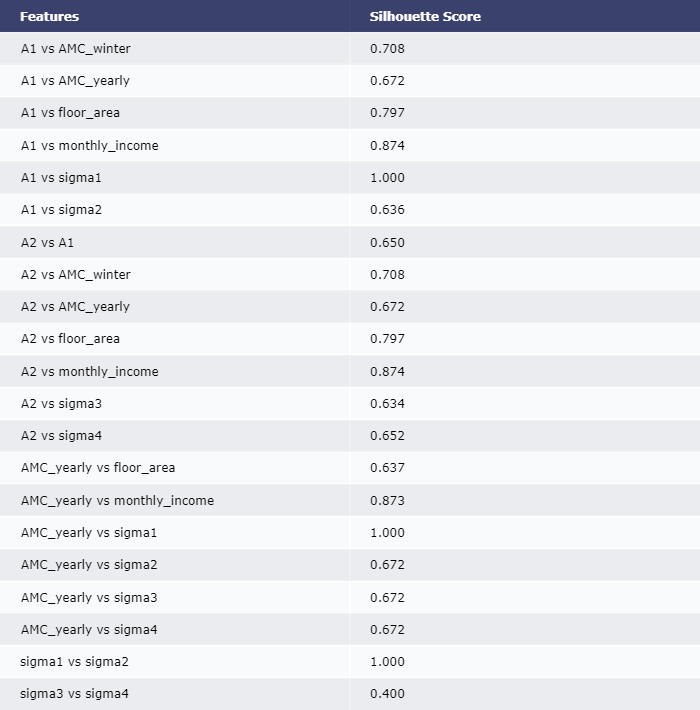 Features Silhouette Score
A1 vs AMC_winter 0.708
A1 vs AMC_yearly 0.672
A1 vs floor_area 0.797
A1 vs monthly_income 0.874
A1 vs sigma1 1.000
A1 vs sigma2 0.636
A2 vs A1 0.650
A2 vs AMC_winter 0.708
A2 vs AMC_yearly 0.672
A2 vs floor_area 0.797
A2 vs monthly_income 0.874
A2 vs sigma3 0.634
A2 vs sigma4 0.652
AMC_yearly vs floor_area 0.637
AMC_yearly vs monthly_income 0.873
AMC_yearly vs sigma1 1.000
AMC_yearly vs sigma2 0.672
AMC_yearly vs sigma3 0.672
AMC_yearly vs sigma4 0.672
sigma1 vs sigma2 1.000
sigma3 vs sigma4 0.400